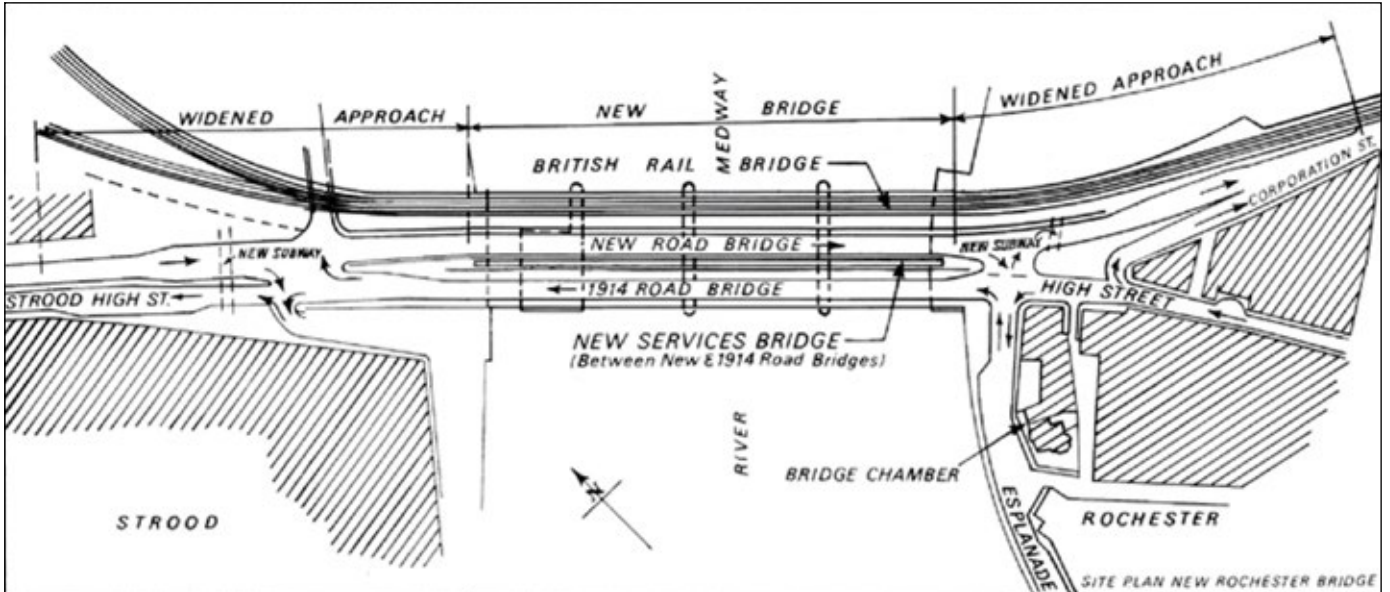 WIDENED APPROACH
NEW BRIDGE
WIDENED APPROACH
MEDWAY
BRITISH RAIL BRIDGE
CORPORATION ST.
NEW ROAD BRIDGE
NEW SUBWAY
NEW SUBWAY
STROOD HIGH ST.
1914 ROAD BRIDGE
HIGH STREET
NEW SERVICES BRIDGE
(Between New & 1914 Road Bridges)
RIVER
BRIDGE CHAMBER
N
STROOD
ESPLANADE
ROCHESTER
SITE PLAN NEW ROCHESTER BRIDGE